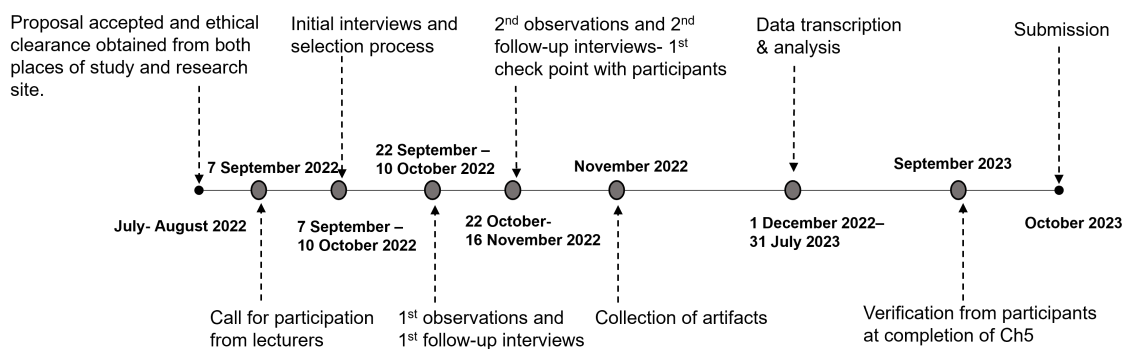 Proposal accepted and ethical
clearance obtained from both
places of study and research
site.
Initial interviews and
selection process
2nd observations and 2nd
follow-up interviews- 1st
check point with participants
Data transcription
& analysis
Submission
7 September 2022
22 September –
10 October 2022
November 2022
September 2023
July- August 2022
7 September –
10 October 2022
22 October-
16 November 2022
1 December 2022–
31 July 2023
October 2023
Call for participation
from lecturers
1st observations and
1st follow-up interviews
Collection of artifacts
Verification from participants
at completion of Ch5